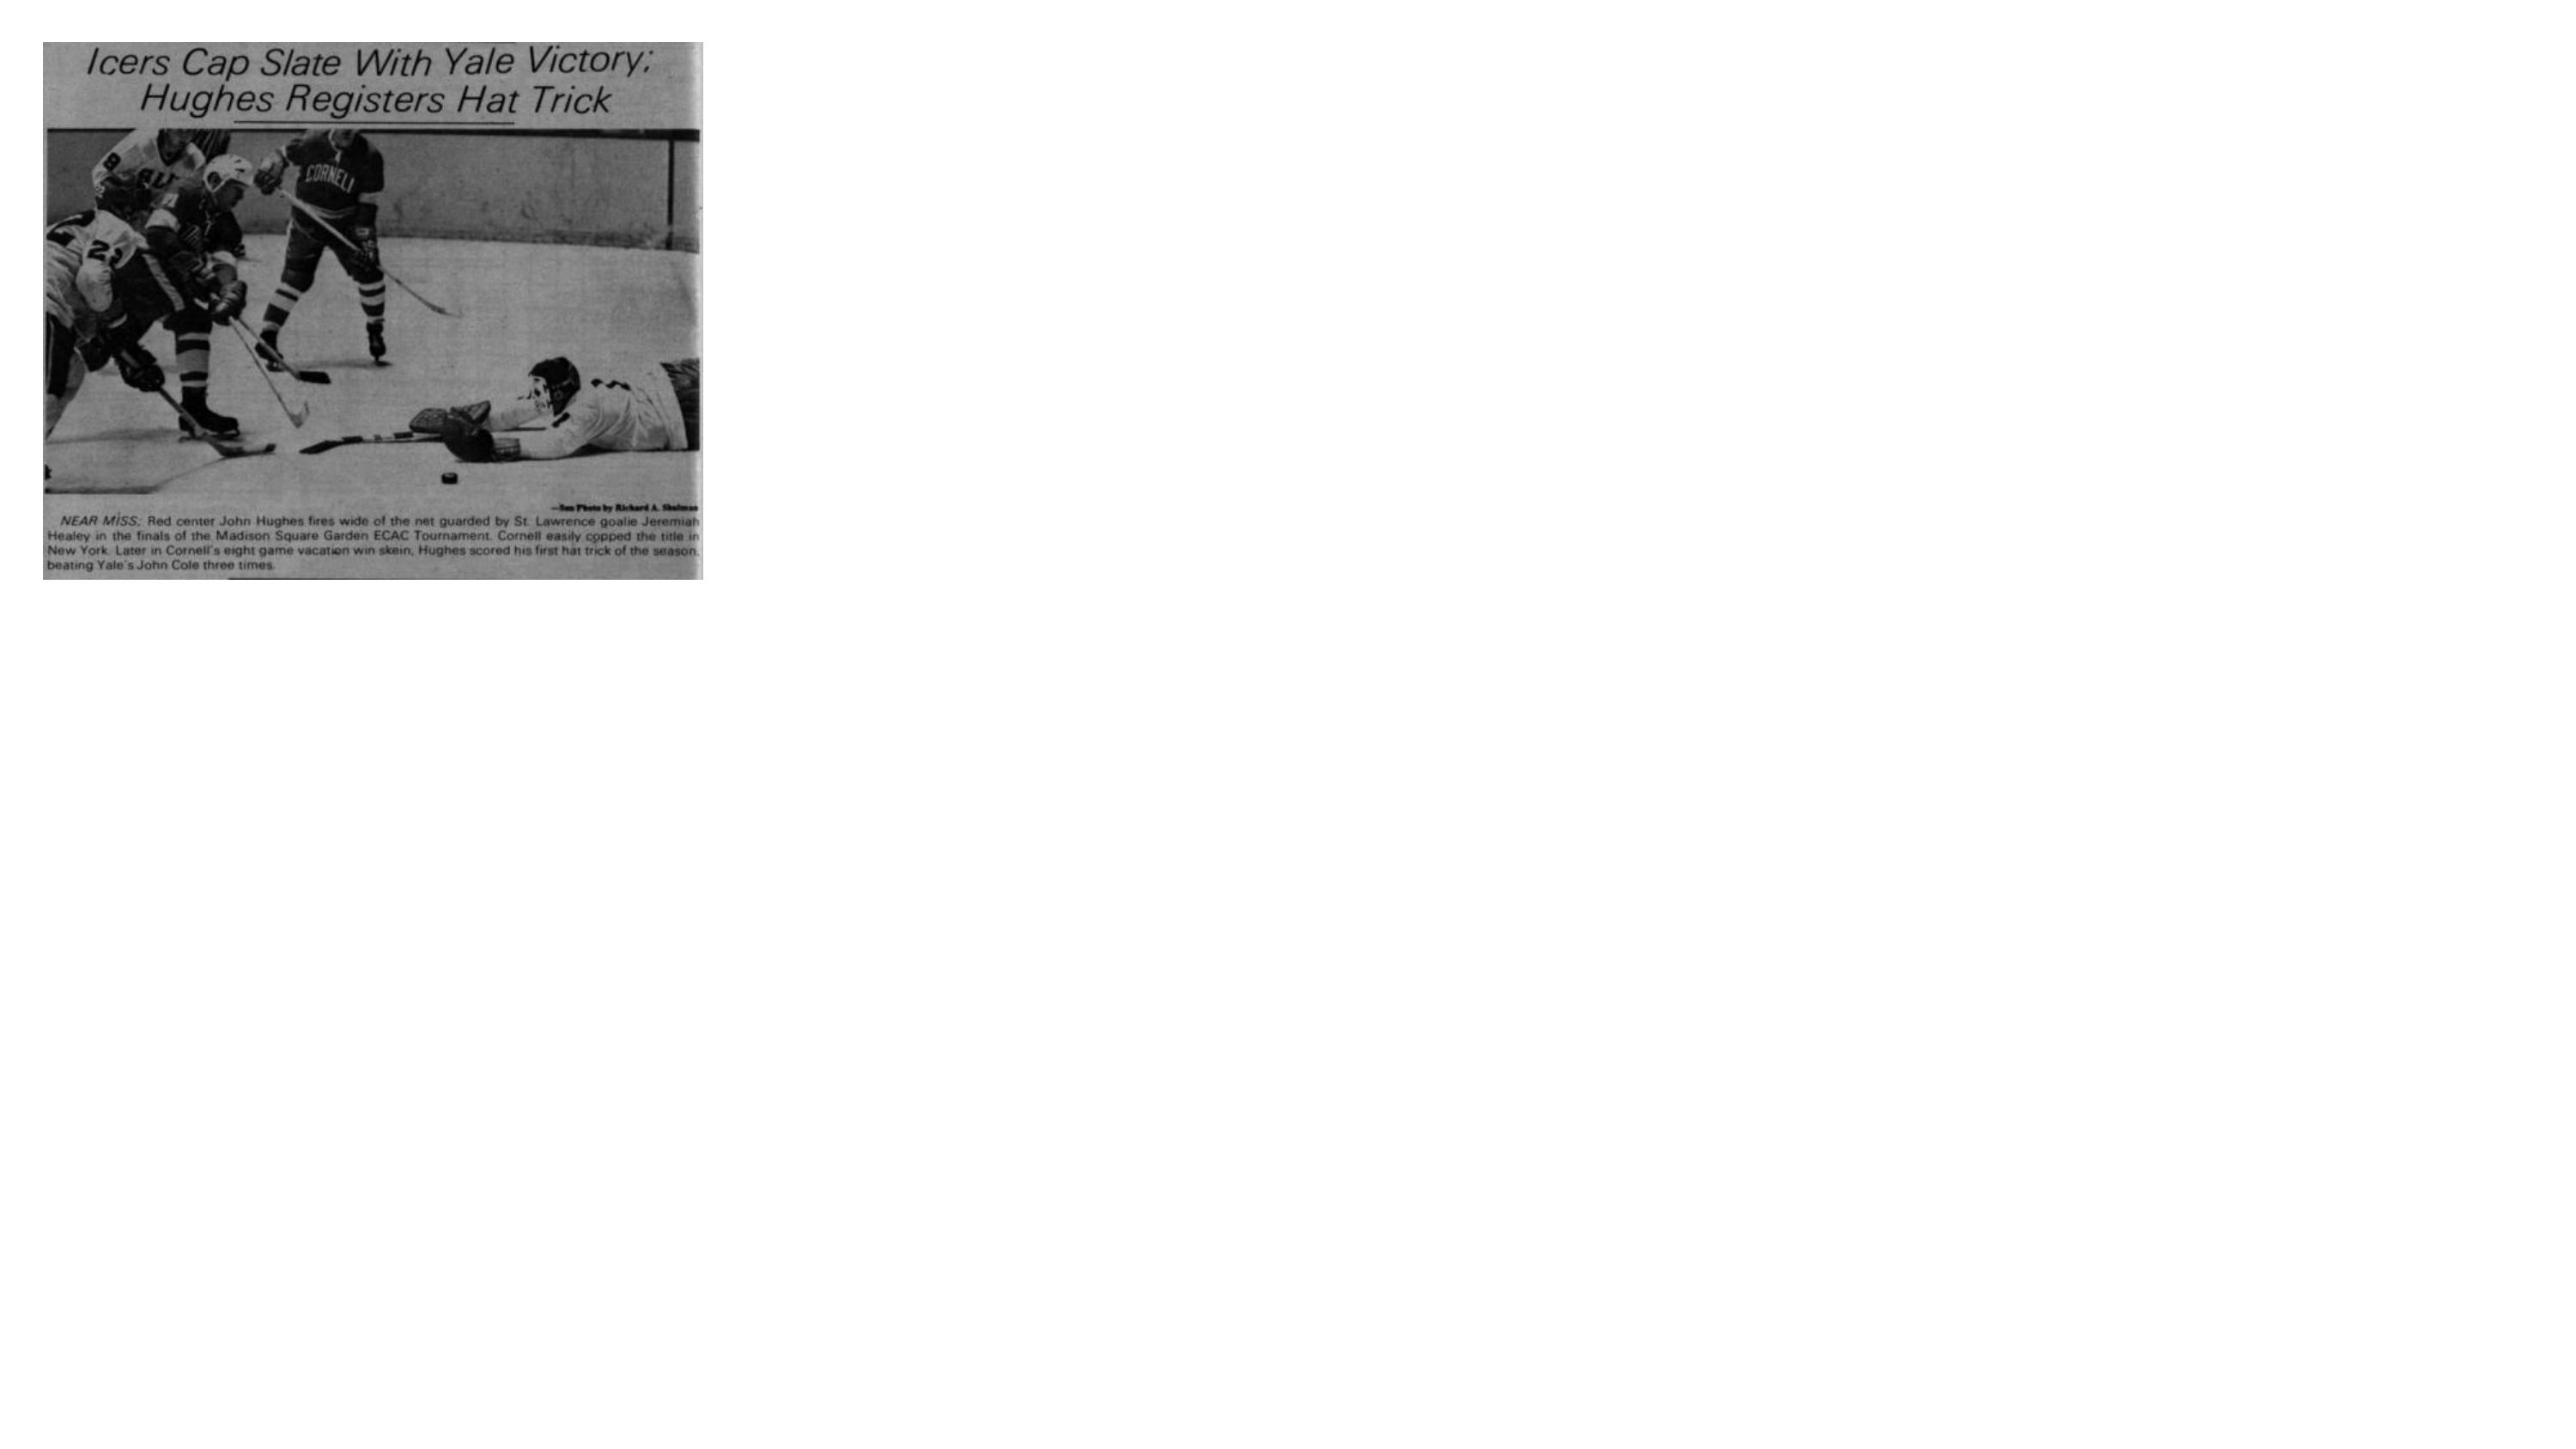 Icers Cap Slate With Yale Victory;
Hughes Registers Hat Trick
8
CORNELL
21
2
—Sun Photo by Richard A. Shulman
NEAR MISS: Red center John Hughes fires wide of the net guarded by St. Lawrence goalie Jeremiah
Healey in the finals of the Madison Square Garden ECAC Tournament. Cornell easily copped the title in
New York. Later in Cornell's eight game vacation win skein, Hughes scored his first hat trick of the season,
beating Yale's John Cole three times.